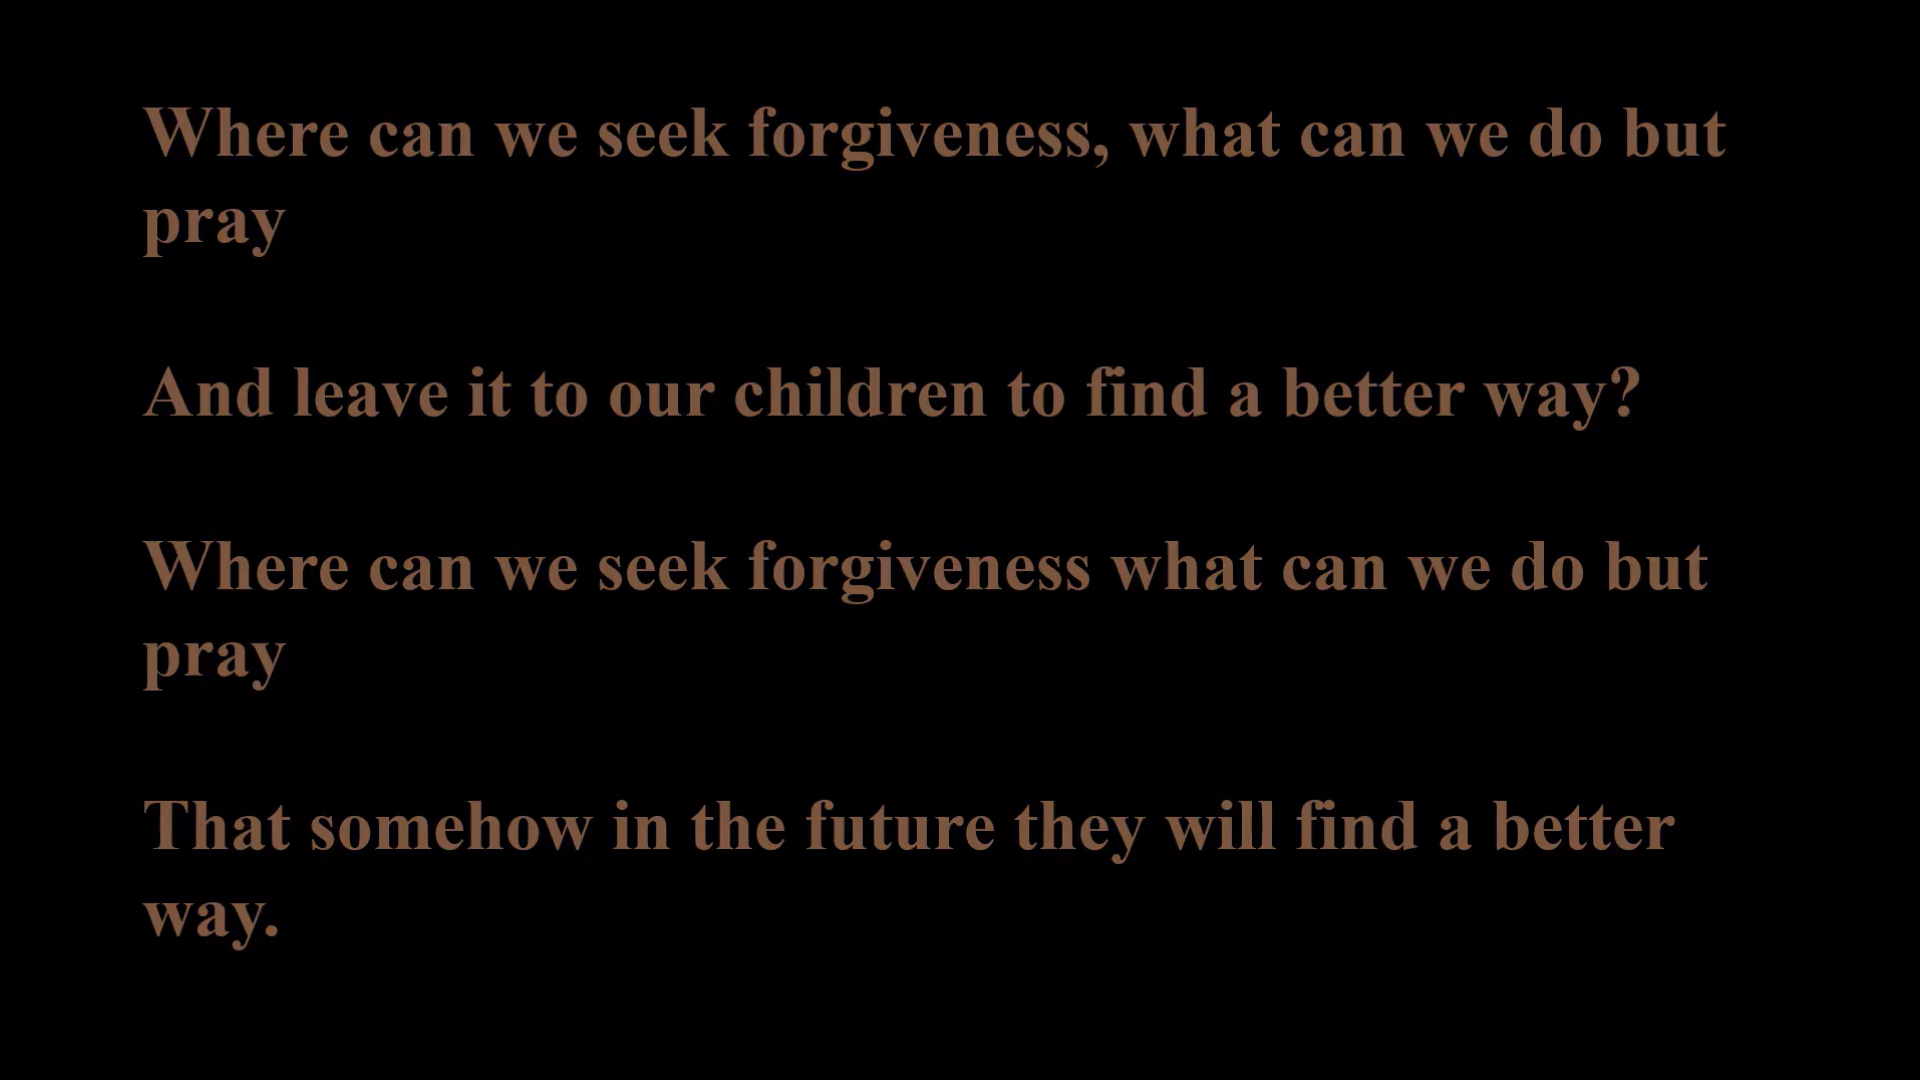 Where can we seek forgiveness, what can we do but
pray
And leave it to our children to find a better way?
Where can we seek forgiveness what can we do but
pray
That somehow in the future they will find a better
way.